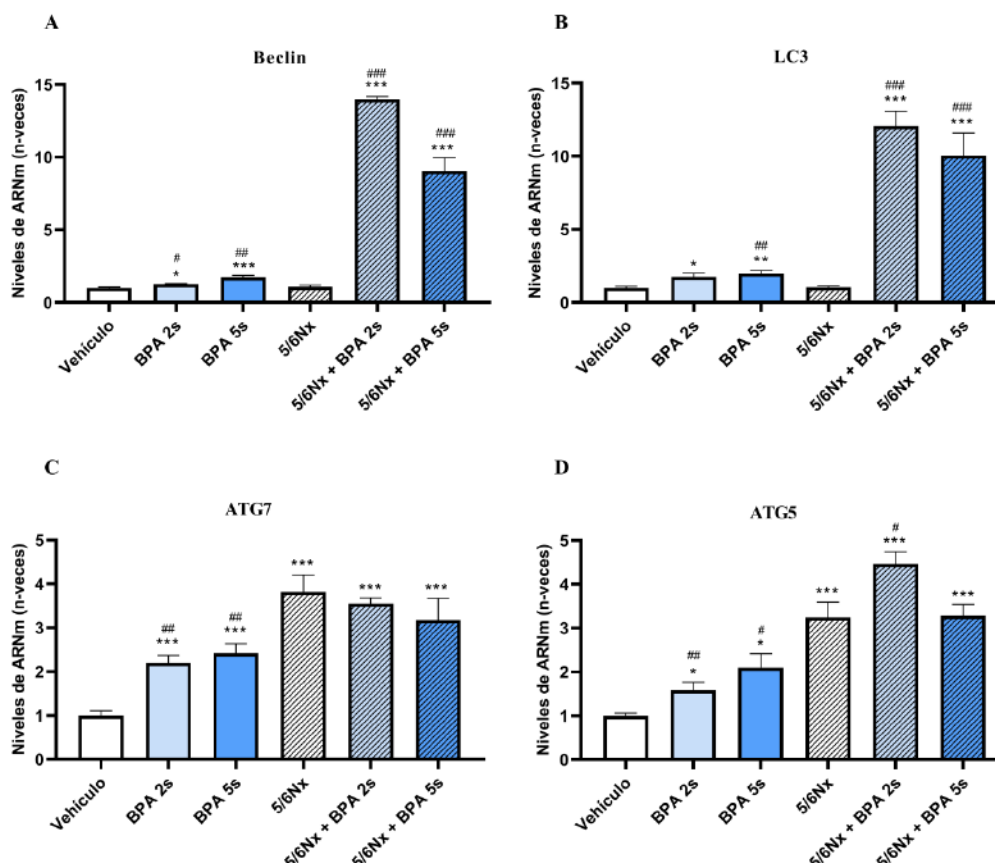 A
Beclin
Niveles de ARNm (n-veces)
15
10
5
0
###
***
###
***
#
*
##
***
Vehículo
BPA 2s
BPA 5s
5/6Nx
5/6Nx + BPA 2s
5/6Nx + BPA 5s
B
LC3
Niveles de ARNm (n-veces)
15
10
5
0
###
***
###
***
*
##
**
Vehículo
BPA 2s
BPA 5s
5/6Nx
5/6Nx + BPA 2s
5/6Nx + BPA 5s
C
ATG7
Niveles de ARNm (n-veces)
5
4
3
2
1
0
##
***
##
***
***
***
***
Vehículo
BPA 2s
BPA 5s
5/6Nx
5/6Nx + BPA 2s
5/6Nx + BPA 5s
D
ATG5
Niveles de ARNm (n-veces)
5
4
3
2
1
0
##
*
#
*
***
#
***
***
Vehículo
BPA 2s
BPA 5s
5/6Nx
5/6Nx + BPA 2s
5/6Nx + BPA 5s